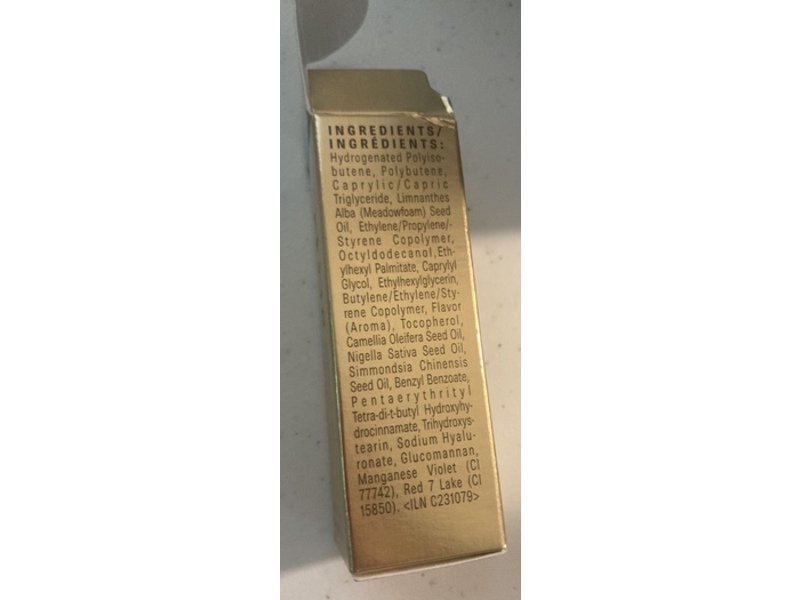 INGREDIENTS/
INGRÉDIENTS:
Hydrogenated Polyiso-
butene, Polybutene,
Caprylic/Capric
Triglyceride, Limnanthes
Alba (Meadowfoam) Seed
Oil, Ethylene/Propylene/-
Styrene Copolymer,
Octyldodecanol, Eth-
ylhexyl Palmitate, Caprylyl
Glycol, Ethylhexylglycerin,
Butylene/Ethylene/Sty-
rene Copolymer, Flavor
(Aroma), Tocopherol,
Camellia Oleifera Seed Oil,
Nigella Sativa Seed Oil,
Simmondsia Chinensis
Seed Oil, Benzyl Benzoate,
Pentaerythrityl
Tetra-di-t-butyl Hydroxyhy-
drocinnamate, Trihydroxys-
tearin, Sodium Hyalu-
ronate, Glucomannan,
Manganese Violet (CI
77742), Red 7 Lake (CI
15850). <ILN C231079>